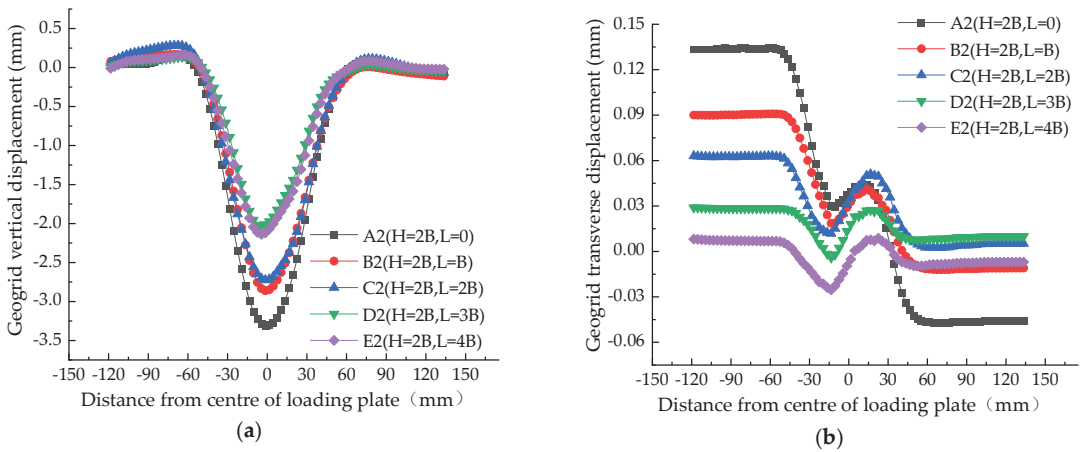 0.5
0.0
-0.5
-1.0
-1.5
-2.0
-2.5
-3.0
-3.5
Geogrid vertical displacement (mm)
A2(H=2B,L=0)
B2(H=2B,L=B)
C2(H=2B,L=2B)
D2(H=2B,L=3B)
E2(H=2B,L=4B)
-150 -120 -90 -60 -30 0 30 60 90 120 150
Distance from centre of loading plate（mm）
(a)
0.15
0.12
0.09
0.06
0.03
0.00
-0.03
-0.06
Geogrid transverse displacement (mm)
A2(H=2B,L=0)
B2(H=2B,L=B)
C2(H=2B,L=2B)
D2(H=2B,L=3B)
E2(H=2B,L=4B)
-150 -120 -90 -60 -30 0 30 60 90 120 150
Distance from centre of loading plate（mm）
(b)